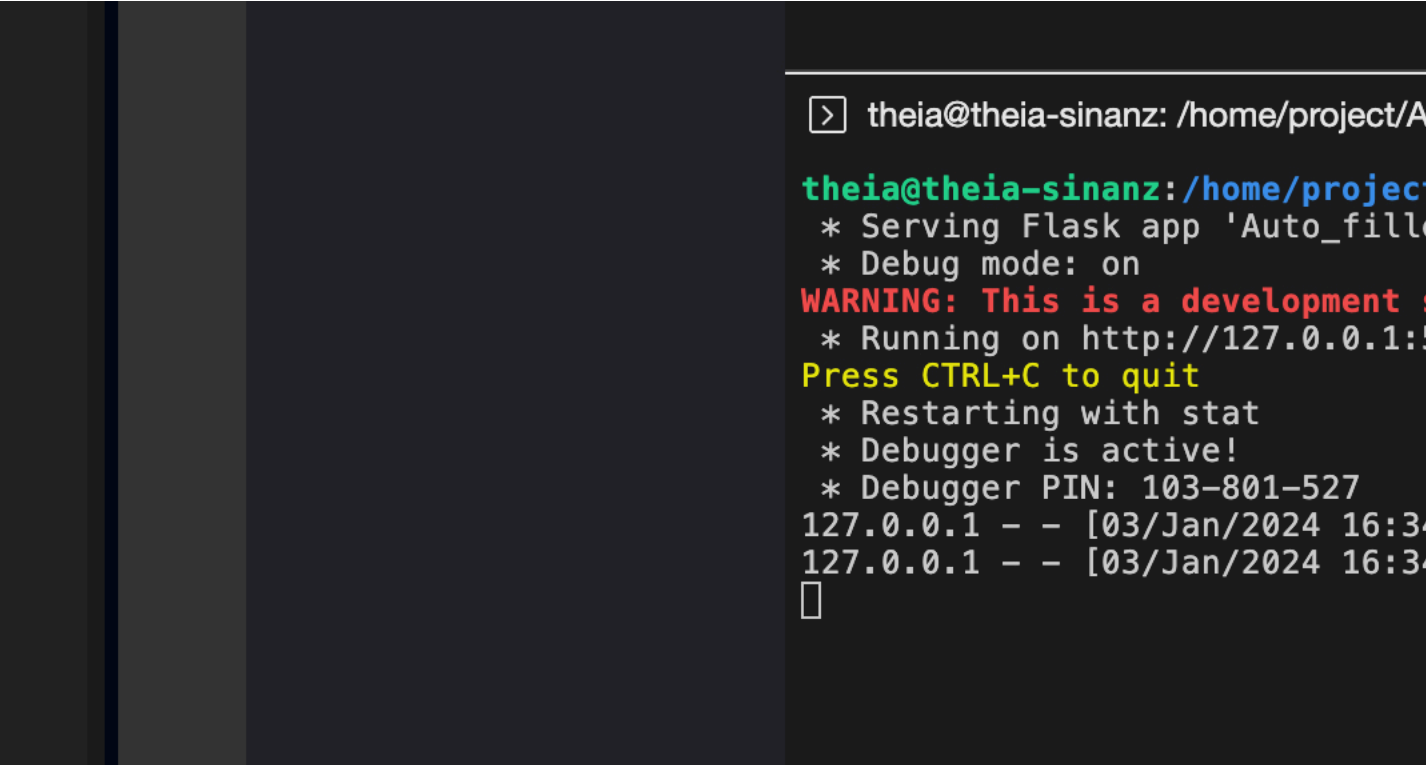 theia@theia-sinanz: /home/project/A
theia@theia-sinanz:/home/projec
* Serving Flask app 'Auto_fill
* Debug mode: on
WARNING: This is a development
* Running on http://127.0.0.1:5
Press CTRL+C to quit
* Restarting with stat
* Debugger is active!
* Debugger PIN: 103-801-527
127.0.0.1 - - [03/Jan/2024 16:34
127.0.0.1 - - [03/Jan/2024 16:34